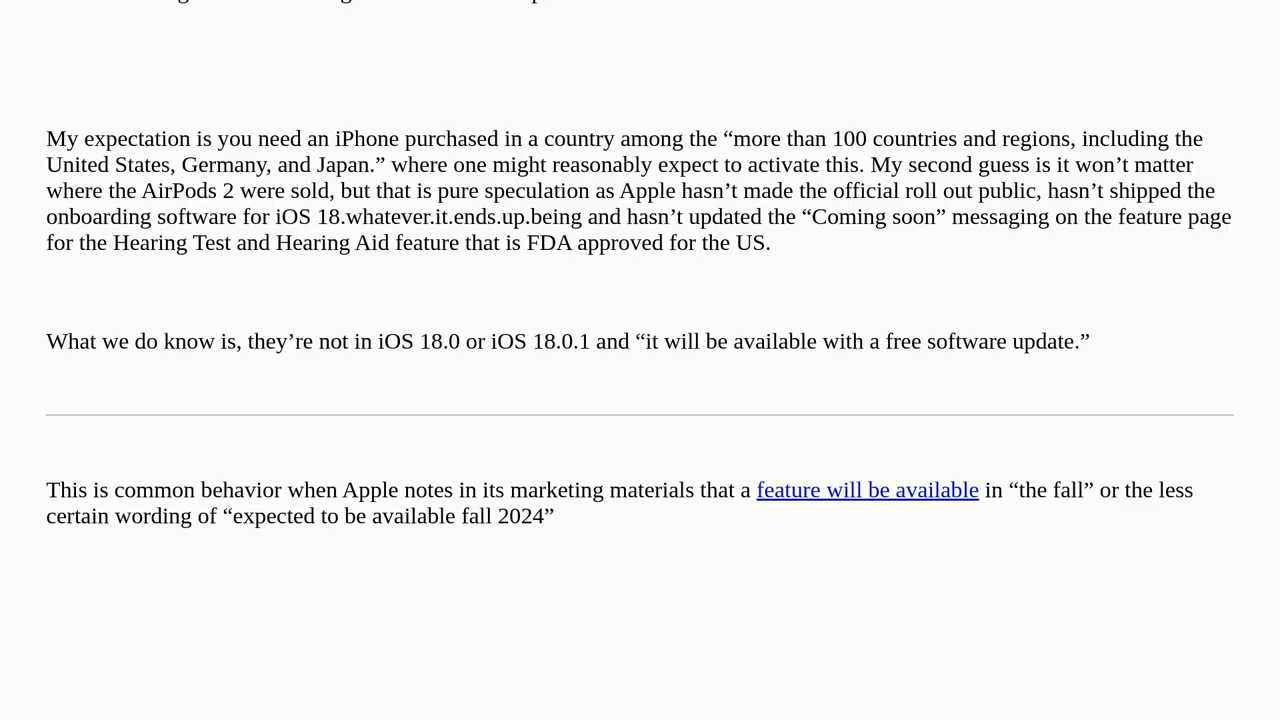 My expectation is you need an iPhone purchased in a country among the “more than 100 countries and regions, including the
United States, Germany, and Japan.” where one might reasonably expect to activate this. My second guess is it won’t matter
where the AirPods 2 were sold, but that is pure speculation as Apple hasn’t made the official roll out public, hasn’t shipped the
onboarding software for iOS 18.whatever.it.ends.up.being and hasn’t updated the “Coming soon” messaging on the feature page
for the Hearing Test and Hearing Aid feature that is FDA approved for the US.
What we do know is, they’re not in iOS 18.0 or iOS 18.0.1 and “it will be available with a free software update.”
This is common behavior when Apple notes in its marketing materials that a feature will be available in “the fall” or the less
certain wording of “expected to be available fall 2024”